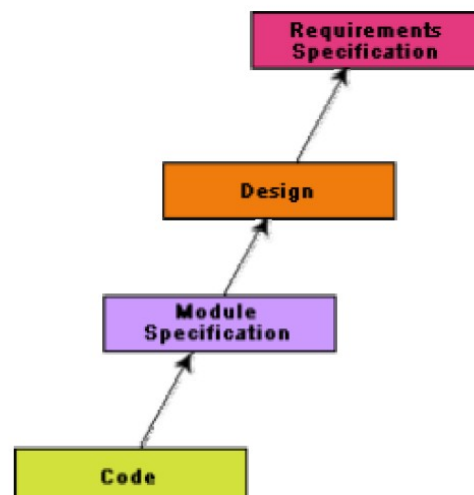 Requirements
Specification
Design
Module
Specification
Code